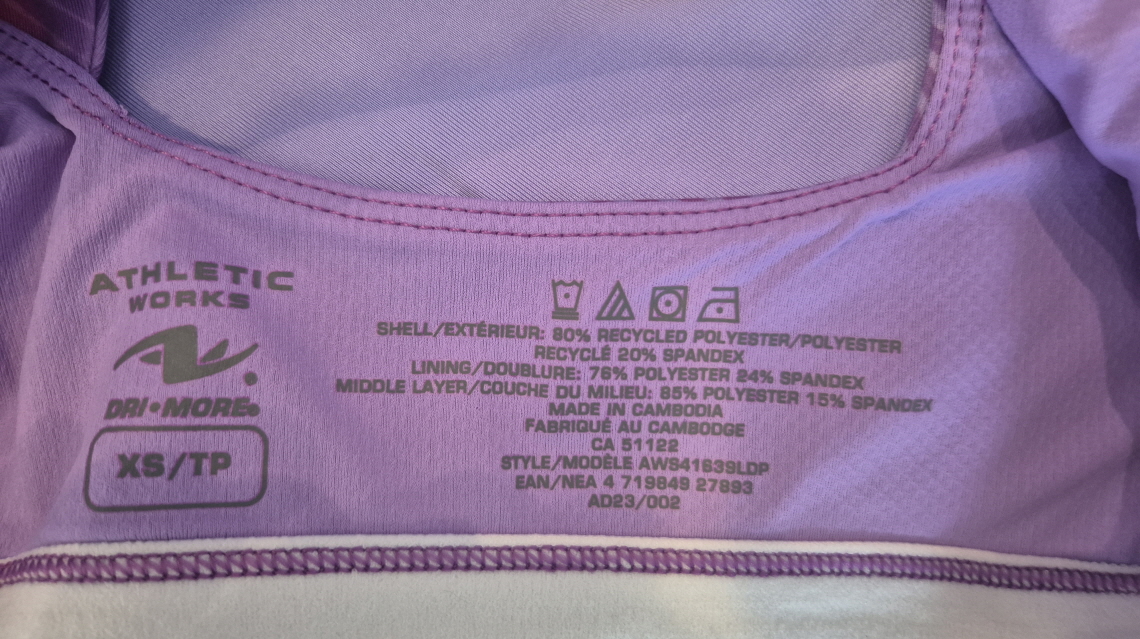 ATHLETIC
WORKS
DRI•MORE®
XS/TP
SHELL/EXTÉRIEUR: 80% RECYCLED POLYESTER/POLYESTER
RECYCLÉ 20% SPANDEX
LINING/DOUBLURE: 76% POLYESTER 24% SPANDEX
MIDDLE LAYER/COUCHE DU MILIEU: 85% POLYESTER 15% SPANDEX
MADE IN CAMBODIA
FABRIQUÉ AU CAMBODGE
CA 51122
STYLE/MODÈLE AWS41639LDP
EAN/NEA 4 719849 27893
AD23/002